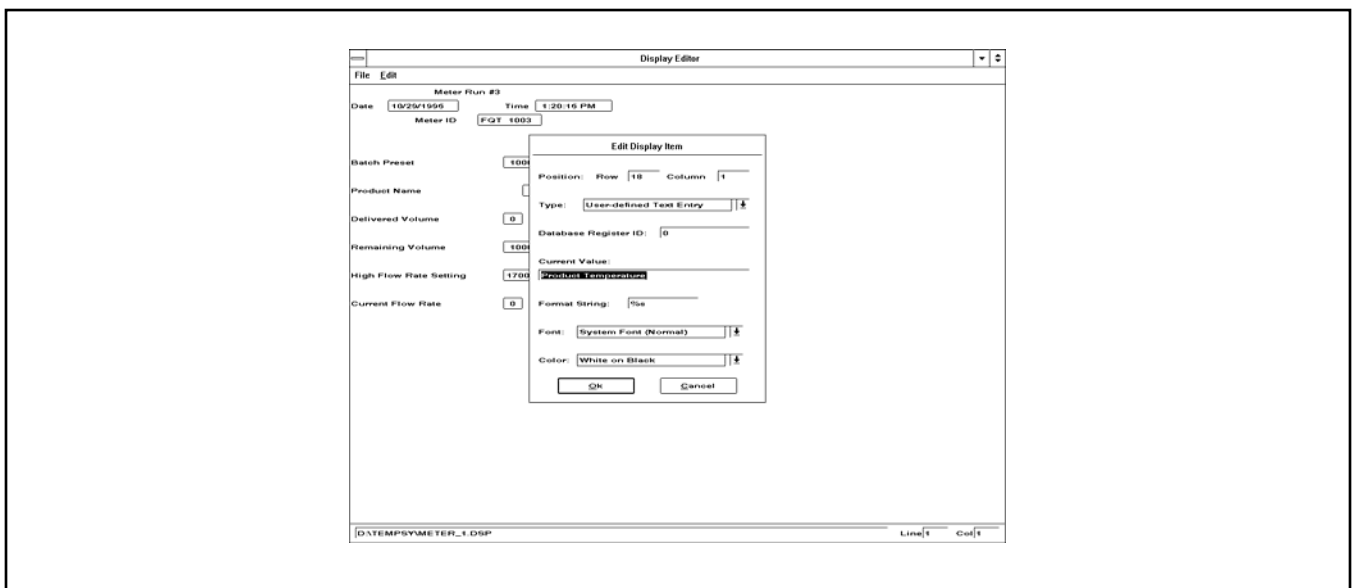 Display Editor
File Edit
Meter Run #3
Date 10/29/1996 Time 1:20:16 PM
Meter ID FQT 1003
Edit Display Item
Batch Preset 1000
Position: Row 18 Column 1
Product Name
Type: User-defined Text Entry
Delivered Volume 0
Database Register ID: 0
Remaining Volume 1000
Current Value:
High Flow Rate Setting 1700
Product Temperature
Current Flow Rate 0
Format String: %s
Font: System Font (Normal)
Color: White on Black
Ok Cancel
D:\TEMPSY\METER_1.DSP Line 1 Col 1